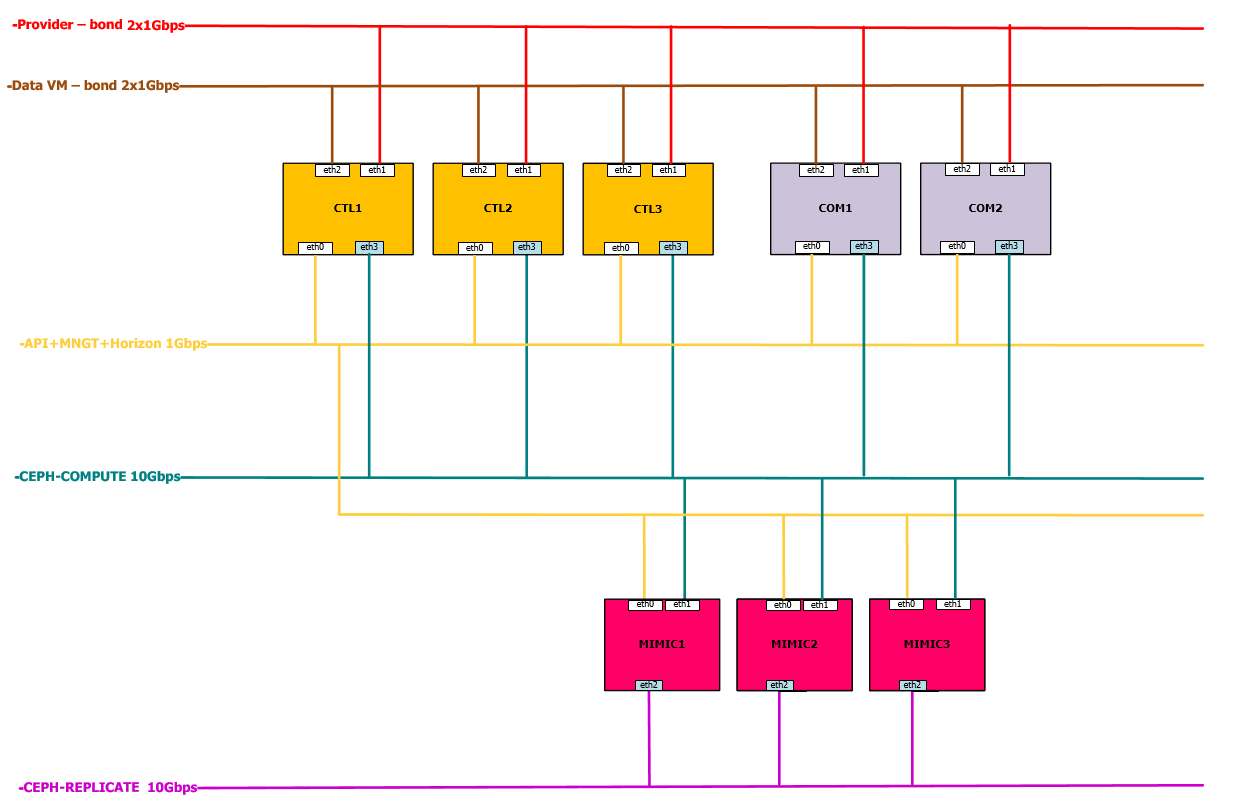 -Provider – bond 2x1Gbps
-Data VM – bond 2x1Gbps
eth2 eth1 eth2 eth1 eth2 eth1 eth2 eth1 eth2 eth1
CTL1 CTL2 CTL3 COM1 COM2
eth0 eth3 eth0 eth3 eth0 eth3 eth0 eth3 eth0 eth3
-API+MNGT+Horizon 1Gbps
-CEPH-COMPUTE 10Gbps
eth0 eth1 eth0 eth1 eth0 eth1
MIMIC1 MIMIC2 MIMIC3
eth2 eth2 eth2
-CEPH-REPLICATE 10Gbps